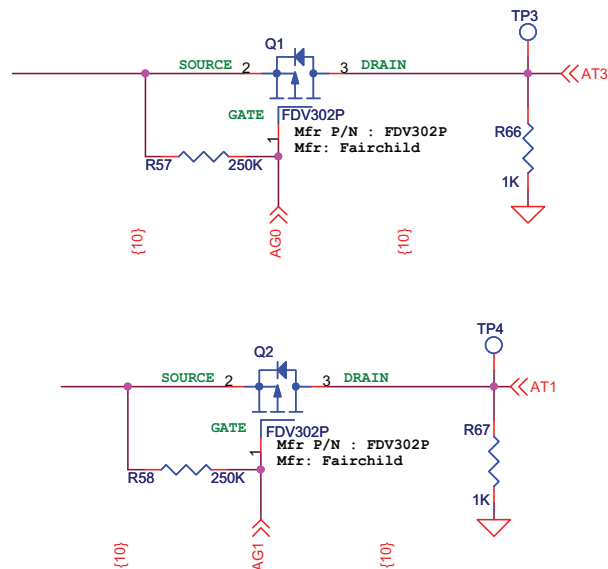 TP3
Q1
SOURCE 2 3 DRAIN AT3
GATE FDV302P
R66
1 Mfr P/N : FDV302P
Mfr: Fairchild
R57 250K 1K
{10} AG0 {10}
TP4
Q2
SOURCE 2 3 DRAIN AT1
GATE FDV302P
R67
1 Mfr P/N : FDV302P
Mfr: Fairchild
R58 250K
1K
{10} AG1 {10}